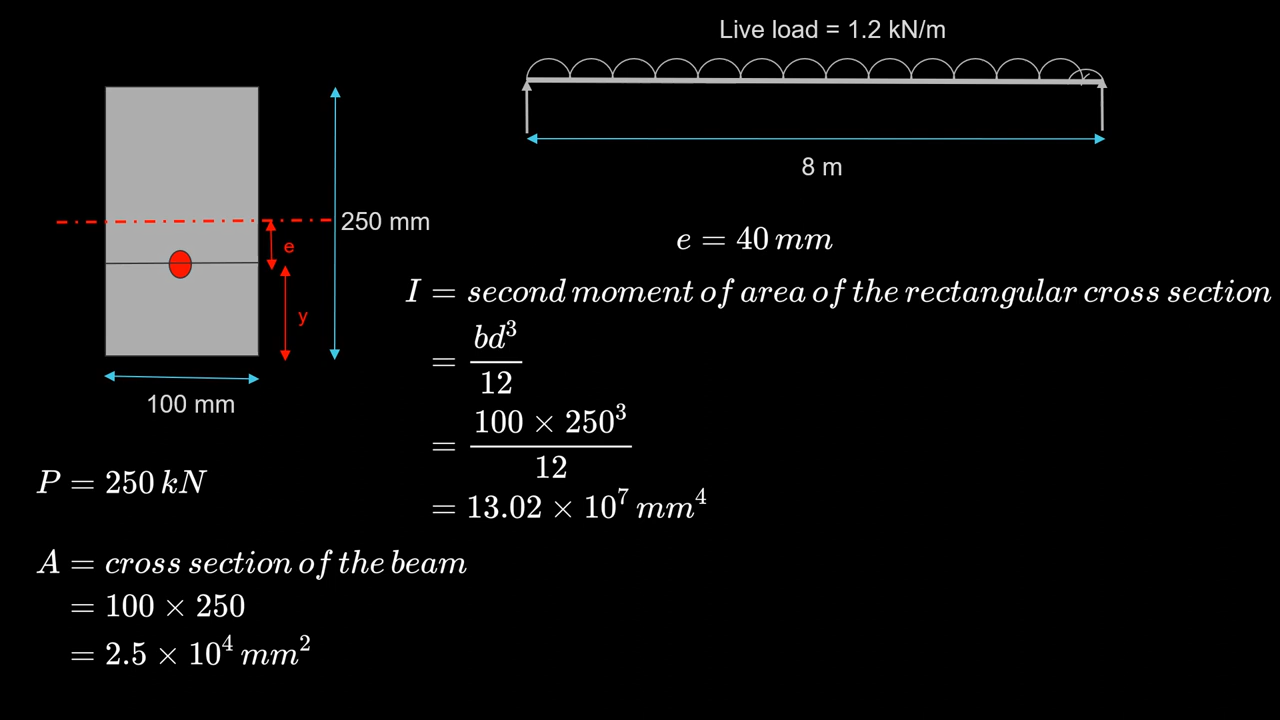 Live load = 1.2 kN/m
8 m
250 mm
e
y
100 mm
e = 40 mm
I = second moment of area of the rectangular cross section
= bd³/12
= 100 × 250³/12
= 13.02 × 10⁷ mm⁴
P = 250 kN
A = cross section of the beam
= 100 × 250
= 2.5 × 10⁴ mm²